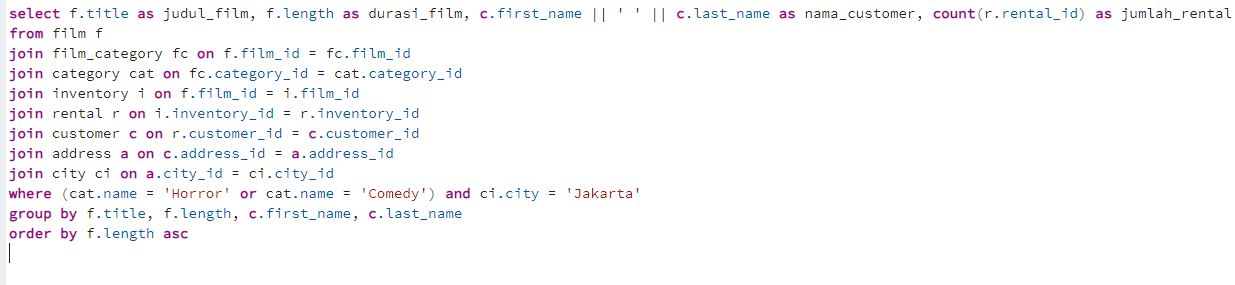 select f.title as judul_film, f.length as durasi_film, c.first_name || ' ' || c.last_name as nama_customer, count(r.rental_id) as jumlah_rental
from film f
join film_category fc on f.film_id = fc.film_id
join category cat on fc.category_id = cat.category_id
join inventory i on f.film_id = i.film_id
join rental r on i.inventory_id = r.inventory_id
join customer c on r.customer_id = c.customer_id
join address a on c.address_id = a.address_id
join city ci on a.city_id = ci.city_id
where (cat.name = 'Horror' or cat.name = 'Comedy') and ci.city = 'Jakarta'
group by f.title, f.length, c.first_name, c.last_name
order by f.length asc